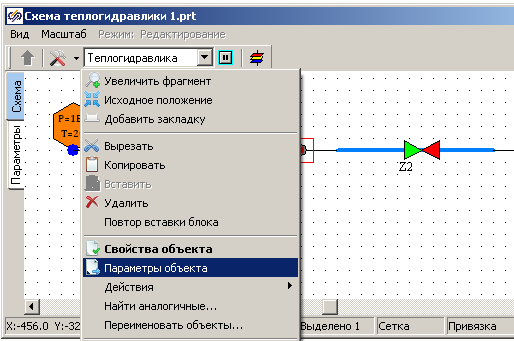 Схема теплогидравлики 1.prt
Вид Масштаб Режим: Редактирование
Теплогидравлика
Схема
Параметры
P=1E
T=2
Z2
Увеличить фрагмент
Исходное положение
Добавить закладку
Вырезать
Копировать
Вставить
Удалить
Повтор вставки блока
Свойства объекта
Параметры объекта
Действия
Найти аналогичные...
Переименовать объекты...
X:-456.0 Y:-32 Выделено 1 Сетка Привязка